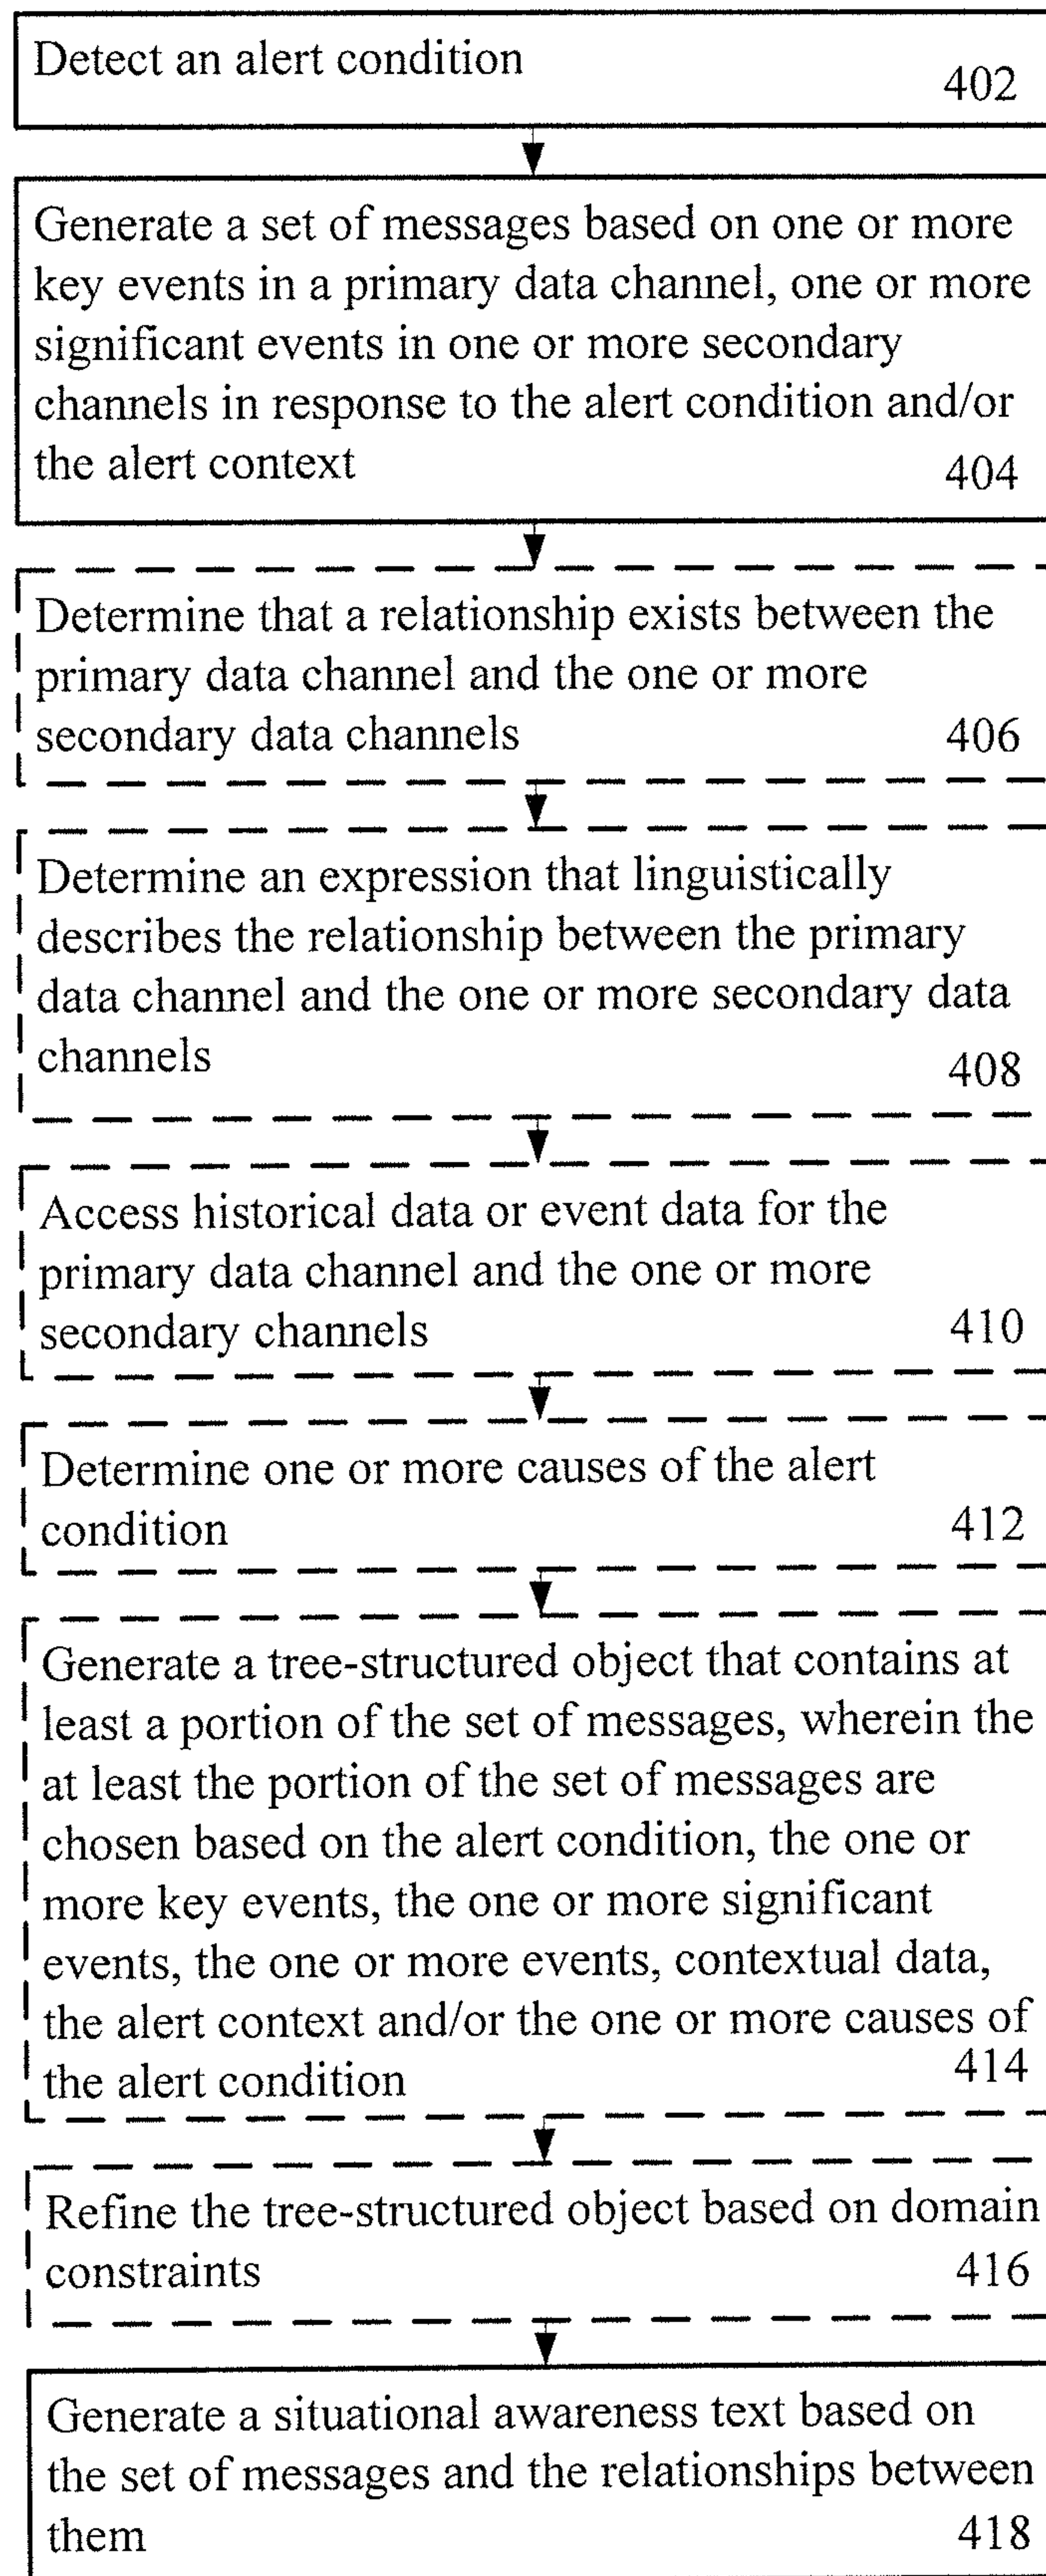 Detect an alert condition
402
Generate a set of messages based on one or more
key events in a primary data channel, one or more
significant events in one or more secondary
channels in response to the alert condition and/or
the alert context
404
Determine that a relationship exists between the
primary data channel and the one or more
secondary data channels
406
Determine an expression that linguistically
describes the relationship between the primary
data channel and the one or more secondary data
channels
408
Access historical data or event data for the
primary data channel and the one or more
secondary channels
410
Determine one or more causes of the alert
condition
412
Generate a tree-structured object that contains at
least a portion of the set of messages, wherein the
at least the portion of the set of messages are
chosen based on the alert condition, the one or
more key events, the one or more significant
events, the one or more events, contextual data,
the alert context and/or the one or more causes of
the alert condition
414
Refine the tree-structured object based on domain
constraints
416
Generate a situational awareness text based on
the set of messages and the relationships between
them
418